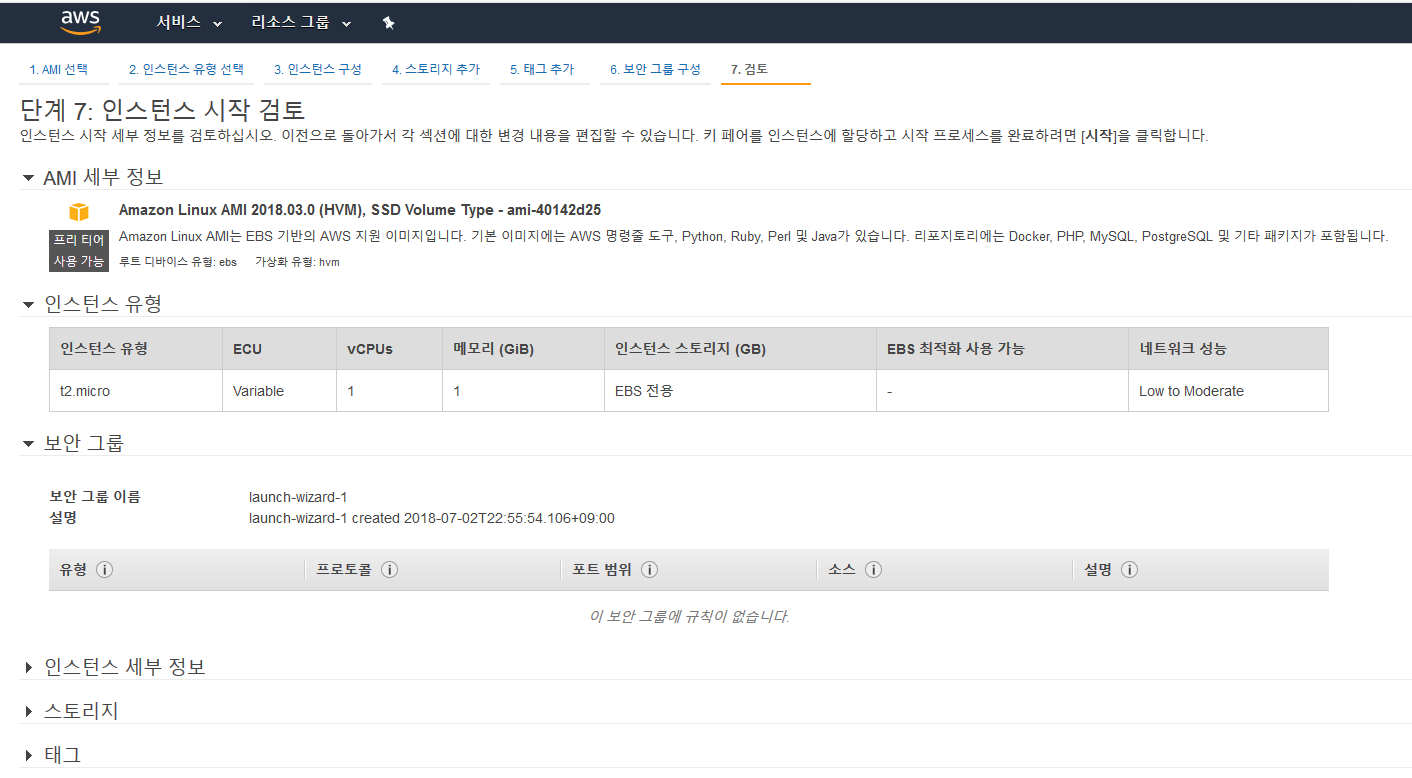 aws 서비스 리소스 그룹
1. AMI 선택 2. 인스턴스 유형 선택 3. 인스턴스 구성 4. 스토리지 추가 5. 태그 추가 6. 보안 그룹 구성 7. 검토
단계 7: 인스턴스 시작 검토
인스턴스 시작 세부 정보를 검토하십시오. 이전으로 돌아가서 각 섹션에 대한 변경 내용을 편집할 수 있습니다. 키 페어를 인스턴스에 할당하고 시작 프로세스를 완료하려면 [시작]을 클릭합니다.
AMI 세부 정보
Amazon Linux AMI 2018.03.0 (HVM), SSD Volume Type - ami-40142d25
프리 티어
사용 가능
Amazon Linux AMI는 EBS 기반의 AWS 지원 이미지입니다. 기본 이미지에는 AWS 명령줄 도구, Python, Ruby, Perl 및 Java가 있습니다. 리포지토리에는 Docker, PHP, MySQL, PostgreSQL 및 기타 패키지가 포함됩니다.
루트 디바이스 유형: ebs 가상화 유형: hvm
인스턴스 유형
인스턴스 유형 ECU vCPUs 메모리 (GiB) 인스턴스 스토리지 (GB) EBS 최적화 사용 가능 네트워크 성능
t2.micro Variable 1 1 EBS 전용 - Low to Moderate
보안 그룹
보안 그룹 이름 launch-wizard-1
설명 launch-wizard-1 created 2018-07-02T22:55:54.106+09:00
유형 프로토콜 포트 범위 소스 설명
이 보안 그룹에 규칙이 없습니다.
인스턴스 세부 정보
스토리지
태그